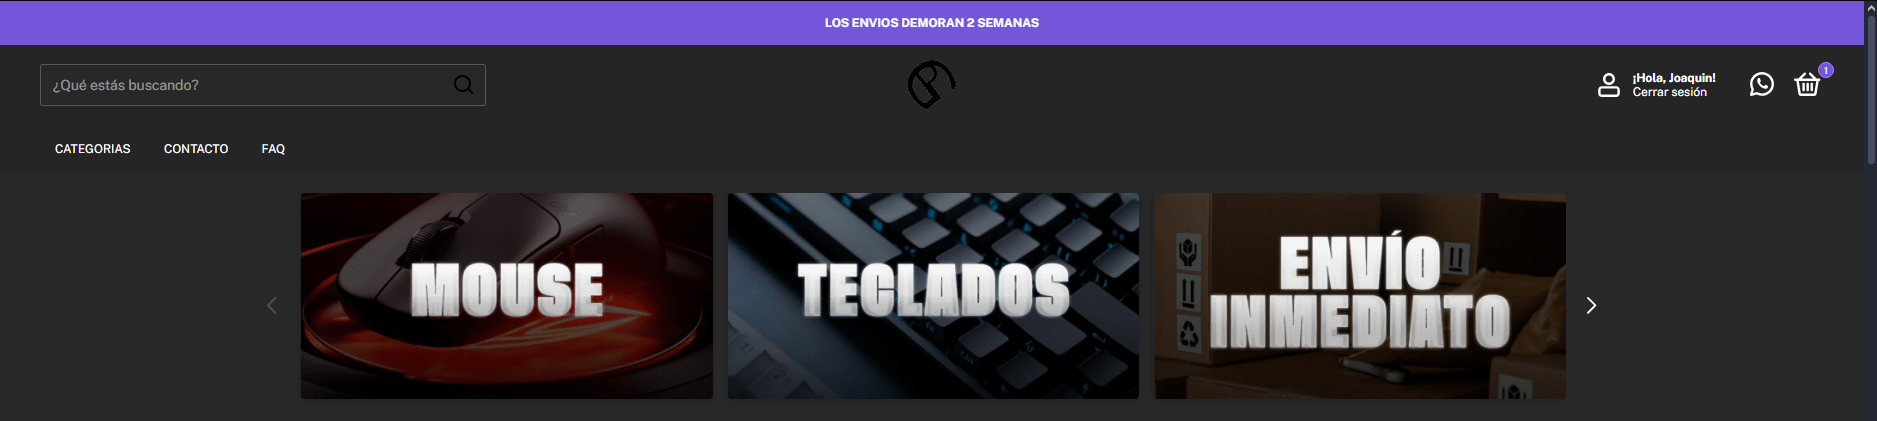 LOS ENVIOS DEMORAN 2 SEMANAS
¿Qué estás buscando?
¡Hola, Joaquin!
Cerrar sesión
1
CATEGORIAS
CONTACTO
FAQ
MOUSE
TECLADOS
ENVÍO
INMEDIATO